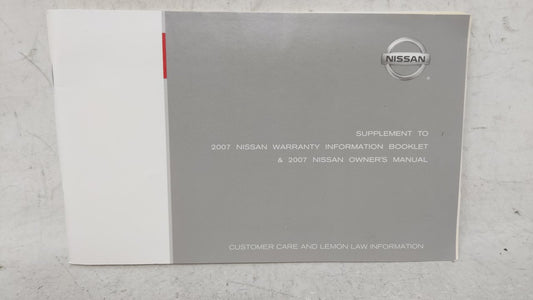 NISSAN
SUPPLEMENT TO
2007 NISSAN WARRANTY INFORMATION BOOKLET
& 2007 NISSAN OWNER'S MANUAL
CUSTOMER CARE AND LEMON LAW INFORMATION